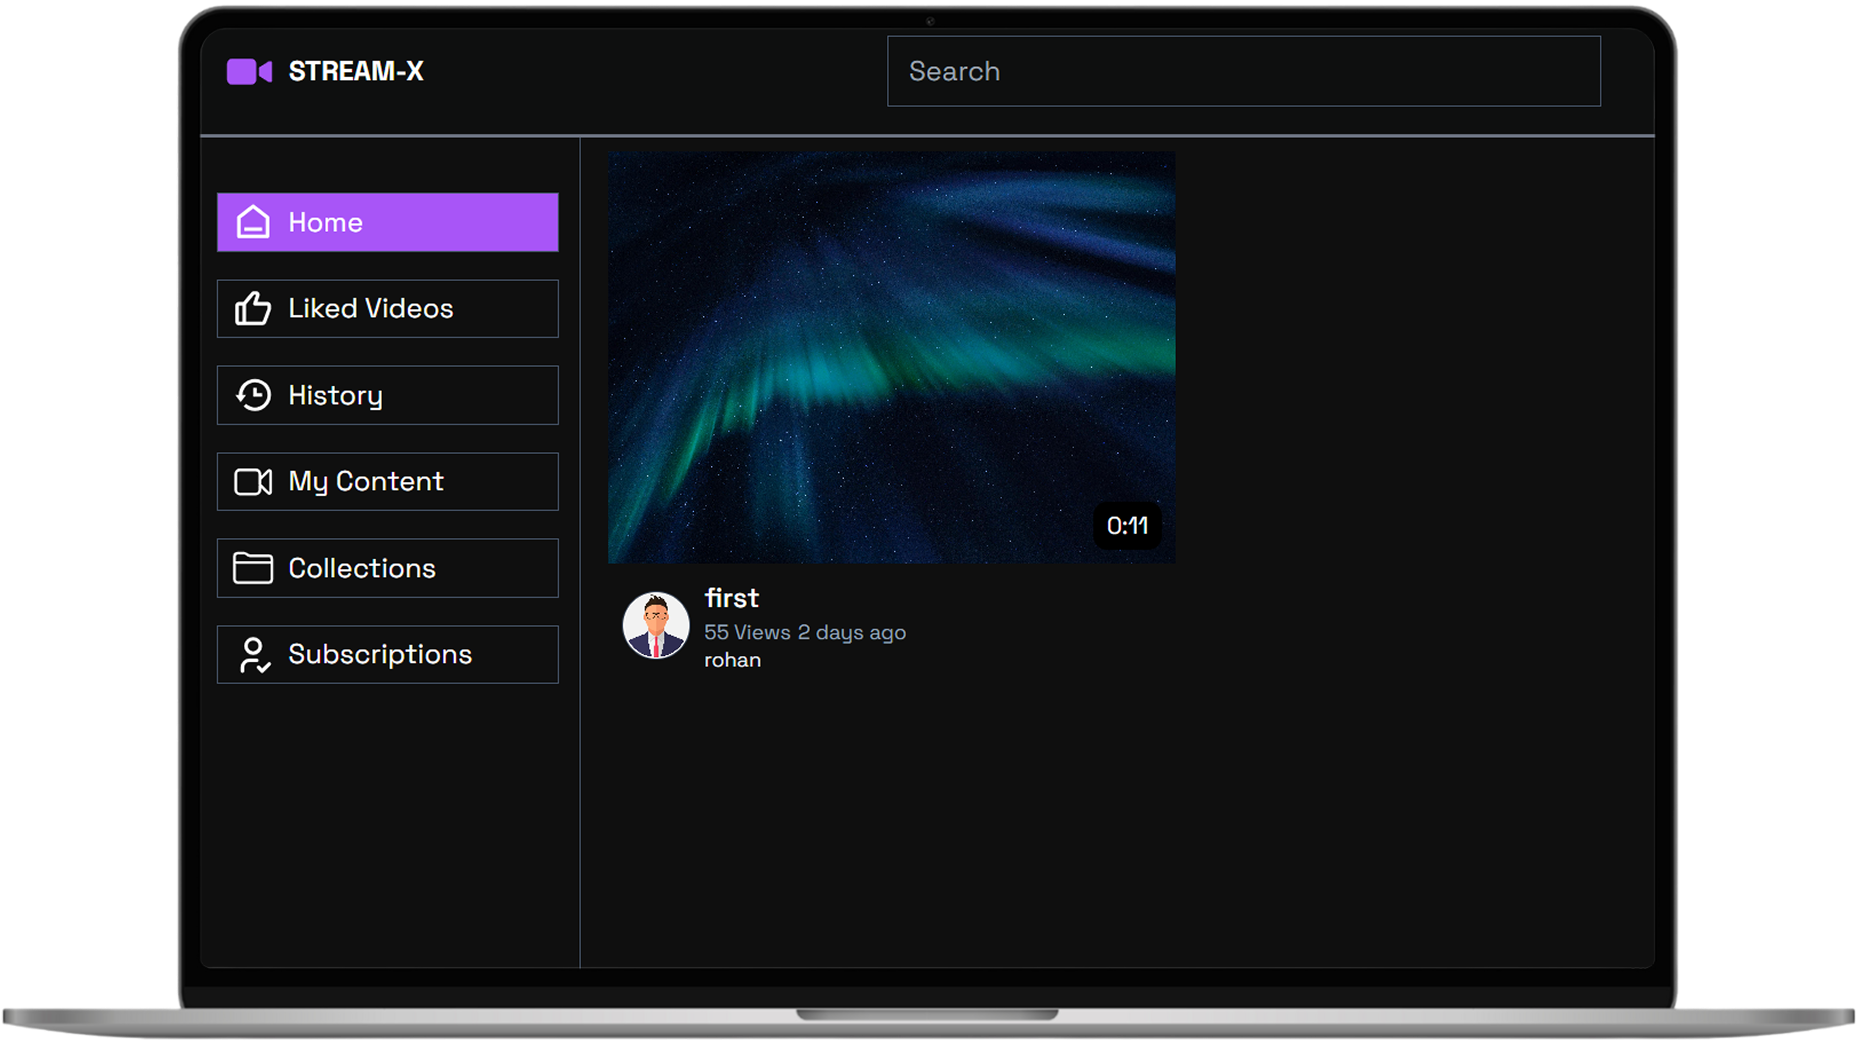 STREAM-X
Search
Home
Liked Videos
History
My Content
Collections
Subscriptions
0:11
first
55 Views 2 days ago
rohan